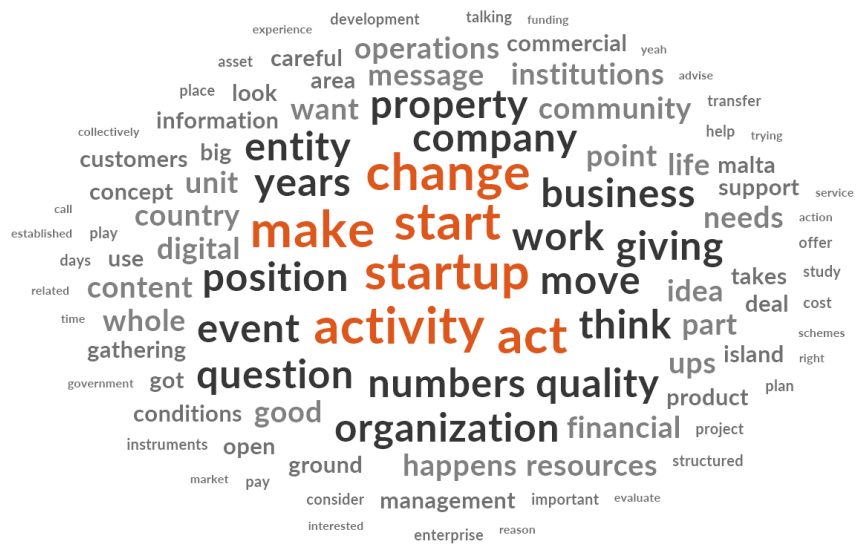 development talking funding
experience
operations commercial yeah
asset careful
area message institutions advise
place look want property community transfer
information
collectively entity company help trying
customers big point life malta
concept unit years change business support service
call country make start needs action
established play work giving offer
days use digital
related content position startup move idea takes study
deal cost
time whole event activity act think part schemes
gathering ups island right
government got question numbers quality product plan
conditions good organization financial project
instruments open
ground happens resources structured
market pay
consider management important evaluate
interested enterprise reason